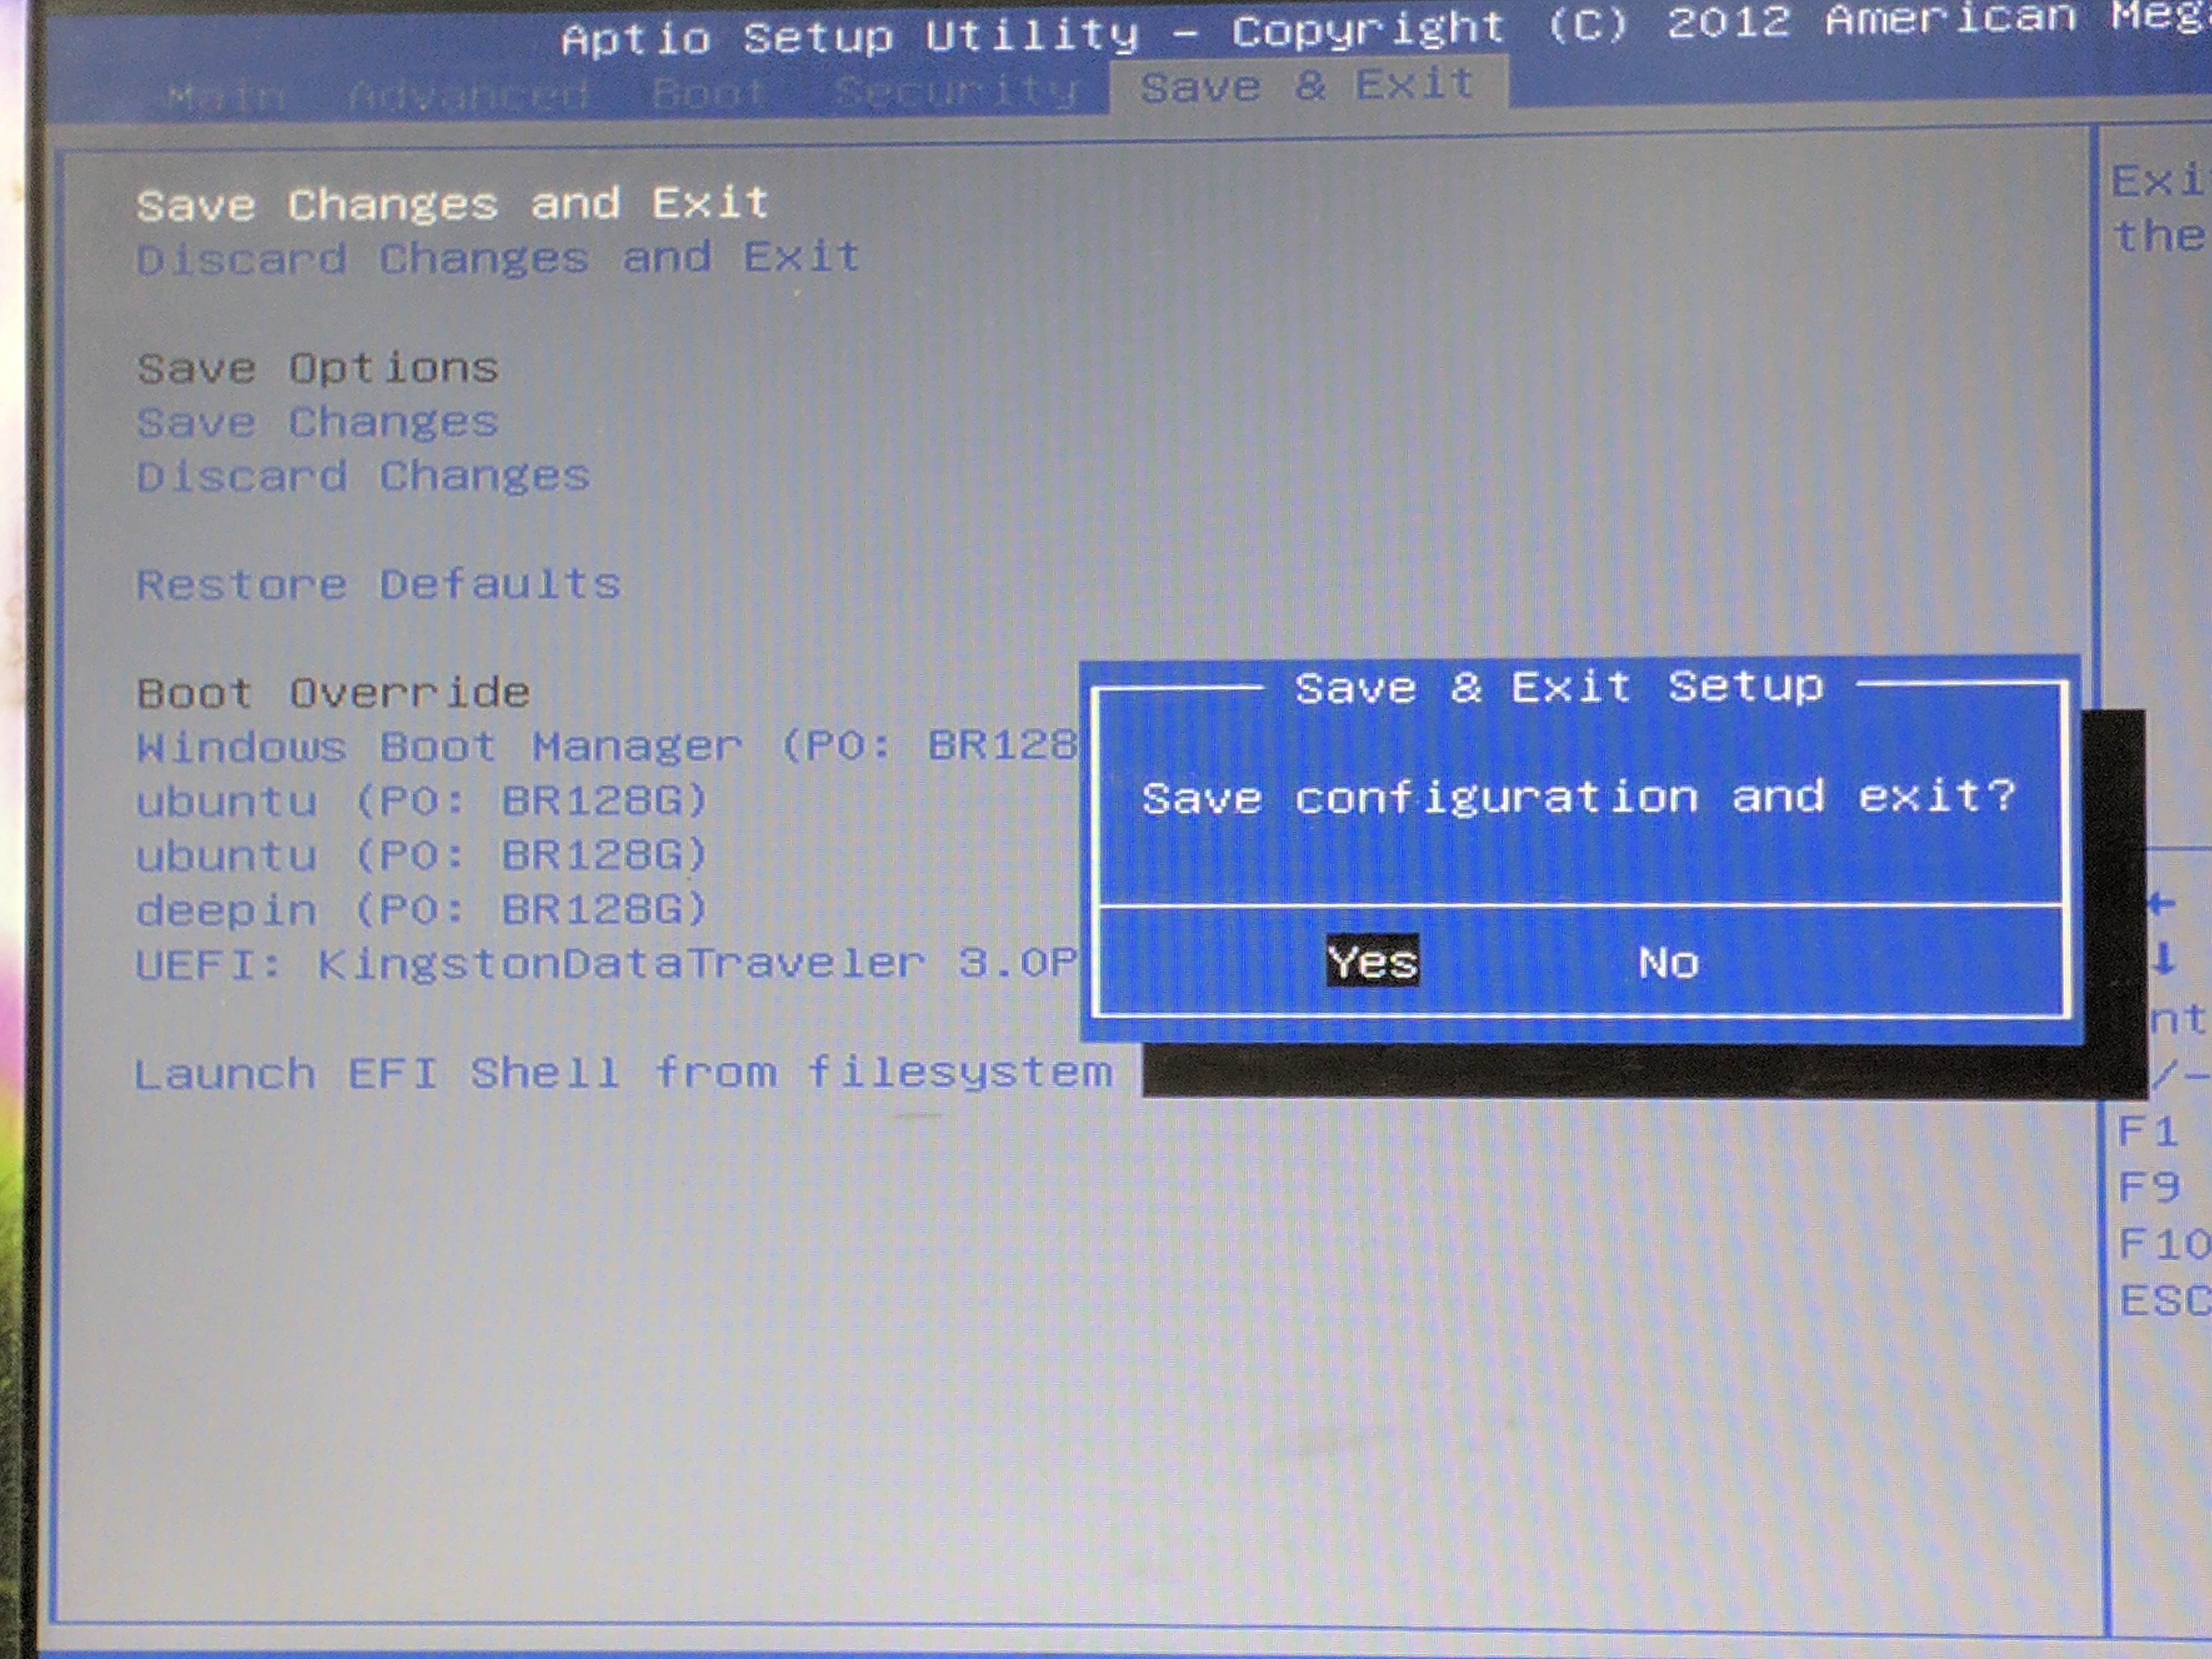 Aptio Setup Utility - Copyright (C) 2012 American
Main Advanced Boot Security Save & Exit
Save Changes and Exit
Discard Changes and Exit
Save Options
Save Changes
Discard Changes
Restore Defaults
Boot Override
Windows Boot Manager (P0: BR128
ubuntu (P0: BR128G)
ubuntu (P0: BR128G)
deepin (P0: BR128G)
UEFI: KingstonDataTraveler 3.0P
Launch EFI Shell from filesystem
Save & Exit Setup
Save configuration and exit?
Yes No
the
←
↓
nt
/-
F1
F9
F10
ESC